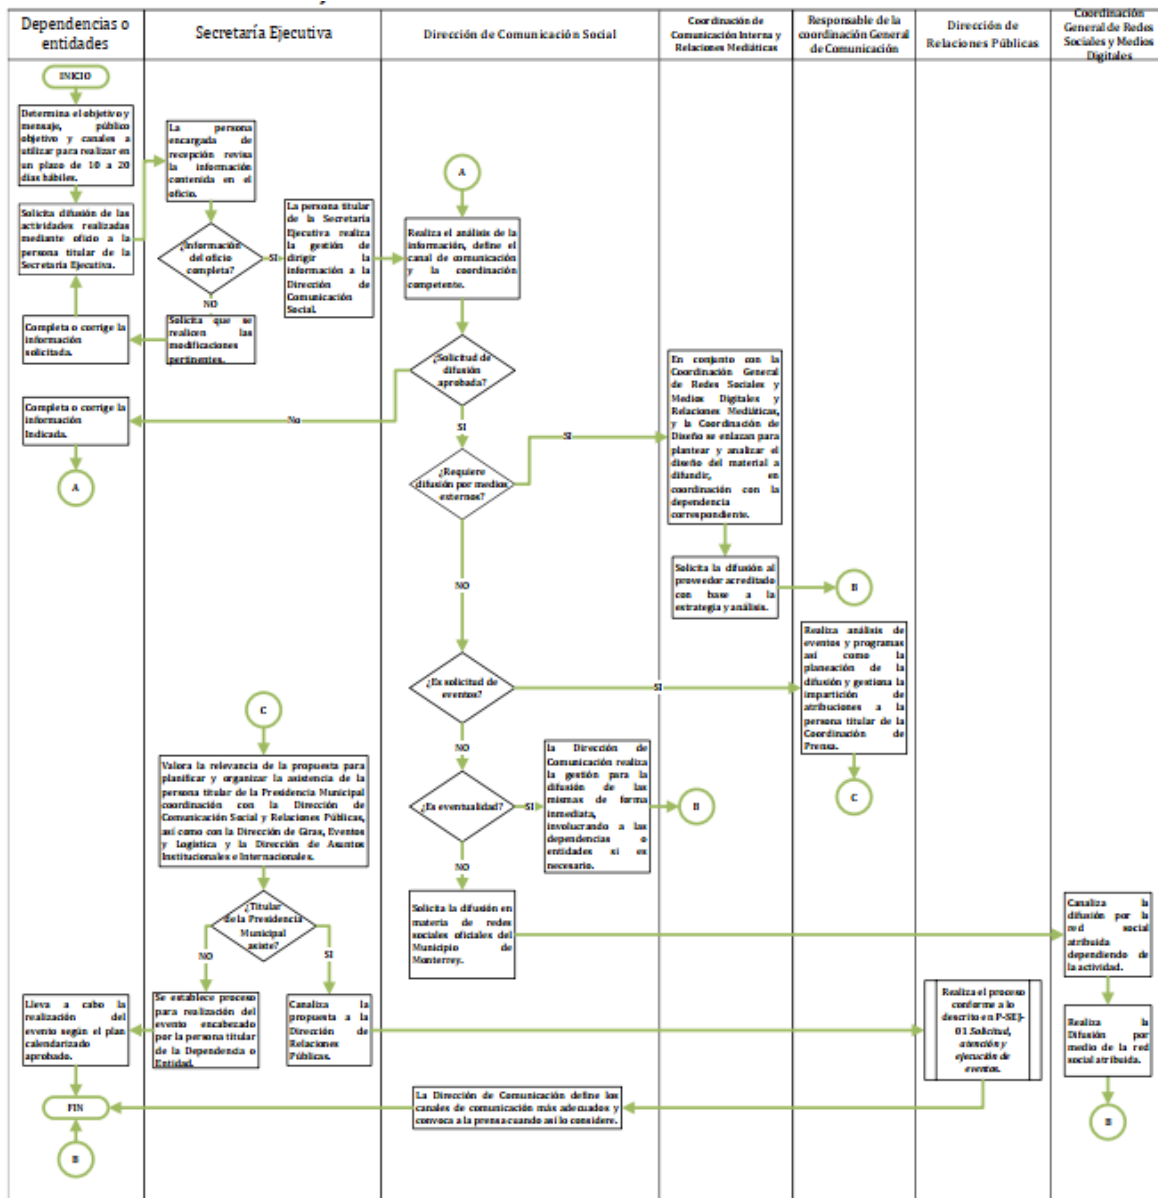 Dependencias o
entidades
Secretaría Ejecutiva
Dirección de Comunicación Social
Coordinación de
Comunicación Interna y
Relaciones Mediáticas
Responsable de la
coordinación General
de Comunicación
Dirección de
Relaciones Públicas
Coordinación
General de Redes
Sociales y Medios
Digitales
INICIO
Determina el objetivo y
mensaje, público
objetivo y canales a
utilizar para realizar en
un plazo de 10 a 20
días hábiles.
Solicita difusión de las
actividades realizadas
mediante oficio a la
persona titular de la
Secretaría Ejecutiva.
Completa o corrige la
información
solicitada.
Completa o corrige la
información
Indicada.
A
La persona
encargada de
recepción revisa
la información
contenida en el
oficio.
¿Información
del oficio
completa?
SI
NO
Solicita que se
realicen las
modificaciones
pertinentes.
La persona titular
de la Secretaría
Ejecutiva realiza
la gestión de
dirigir la
información a la
Dirección de
Comunicación
Social.
A
Realiza el análisis de la
información, define el
canal de comunicación
y la coordinación
competente.
¿Solicitud de
difusión
aprobada?
No
SI
¿Requiere
difusión por medios
externos?
SI
NO
En conjunto con la
Coordinación General
de Redes Sociales y
Medios Digitales y
Relaciones Mediáticas,
y la Coordinación de
Diseño se enlazan para
plantear y analizar el
diseño del material a
difundir, en
coordinación con la
dependencia
correspondiente.
Solicita la difusión al
proveedor acreditado
con base a la
estrategia y análisis.
B
¿Es solicitud de
eventos?
SI
NO
Realiza análisis de
eventos y programas
así como la
planeación de la
difusión y gestiona la
impartición de
atribuciones a la
persona titular de la
Coordinación de
Prensa.
C
¿Es eventualidad?
SI
NO
la Dirección de
Comunicación realiza
la gestión para la
difusión de las
mismas de forma
inmediata,
involucrando a las
dependencias o
entidades si es
necesario.
B
Solicita la difusión en
materia de redes
sociales oficiales del
Municipio de
Monterrey.
Canaliza la
difusión por la
red social
atribuida
dependiendo de
la actividad.
Realiza la
Difusión por
medio de la red
social atribuida.
B
C
Valora la relevancia de la propuesta para
planificar y organizar la asistencia de la
persona titular de la Presidencia Municipal
coordinación con la Dirección de
Comunicación Social y Relaciones Públicas,
así como con la Dirección de Giras, Eventos
y Logística y la Dirección de Asuntos
Institucionales e Internacionales.
¿Titular
de la Presidencia
Municipal
asiste?
NO
SI
Se establece proceso
para realización del
evento encabezado
por la persona titular
de la Dependencia o
Entidad.
Canaliza la
propuesta a la
Dirección de
Relaciones
Públicas.
Realiza el proceso
conforme a lo
descrito en P-SEJ-
01 Solicitud,
atención y
ejecución de
eventos.
Lleva a cabo la
realización del
evento según el plan
calendarizado
aprobado.
La Dirección de Comunicación define los
canales de comunicación más adecuados y
convoca a la prensa cuando así lo considere.
FIN
B